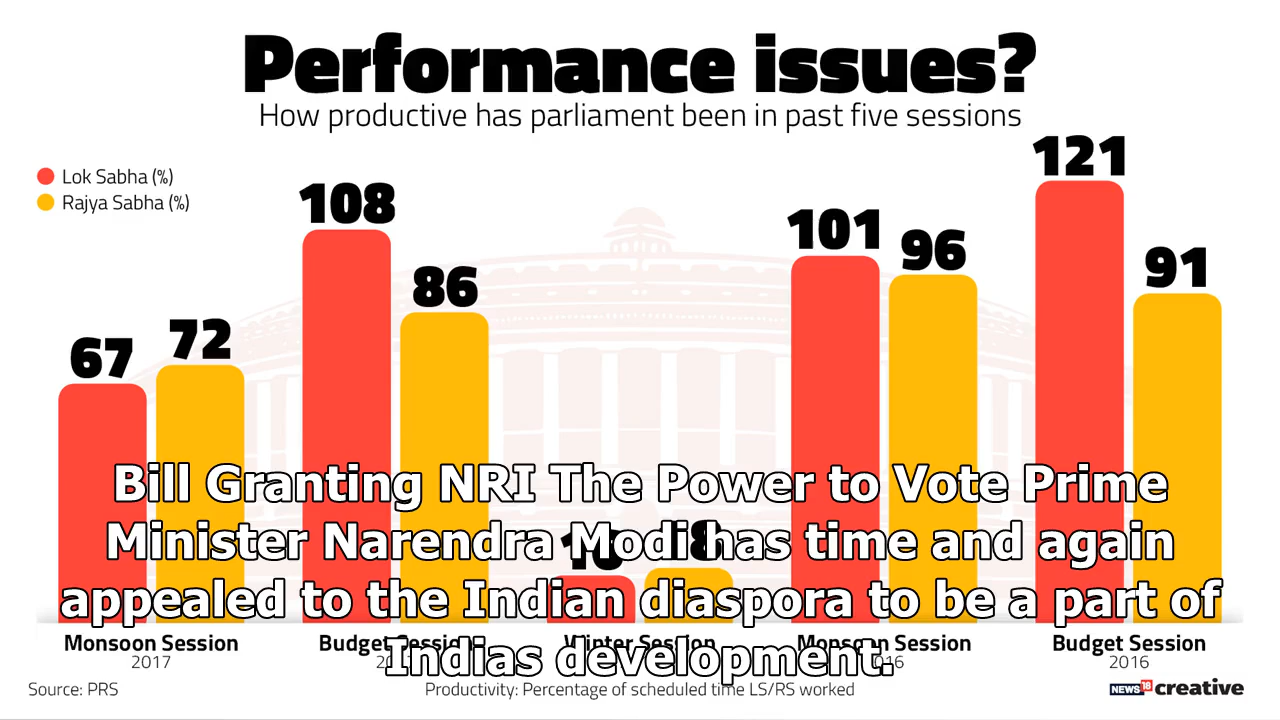 Performance issues?
How productive has parliament been in past five sessions
Lok Sabha (%)
Rajya Sabha (%)
67
72
108
86
101
96
121
91
Bill Granting NRI The Power to Vote Prime
Minister Narendra Modi has time and again
appealed to the Indian diaspora to be a part of
Indias development.
Monsoon Session
2017
Budget Session
Winter Session
Monsoon Session
Budget Session
2016
Source: PRS
Productivity: Percentage of scheduled time LS/RS worked
NEWS18 creative